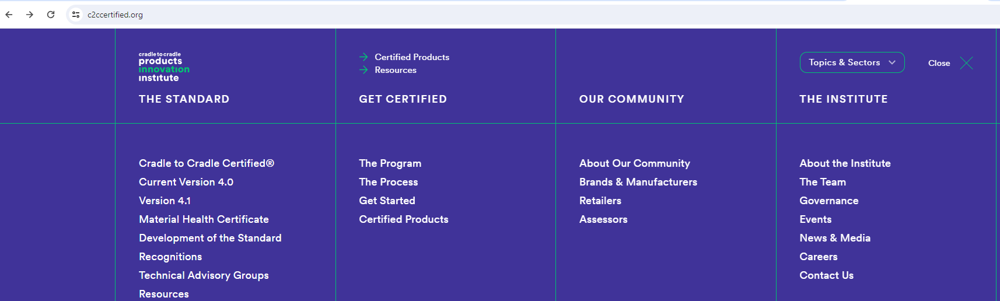 c2ccertified.org
cradle to cradle
products
innovation
institute
Certified Products
Resources
Topics & Sectors
Close
THE STANDARD
GET CERTIFIED
OUR COMMUNITY
THE INSTITUTE
Cradle to Cradle Certified®
Current Version 4.0
Version 4.1
Material Health Certificate
Development of the Standard
Recognitions
Technical Advisory Groups
Resources
The Program
The Process
Get Started
Certified Products
About Our Community
Brands & Manufacturers
Retailers
Assessors
About the Institute
The Team
Governance
Events
News & Media
Careers
Contact Us